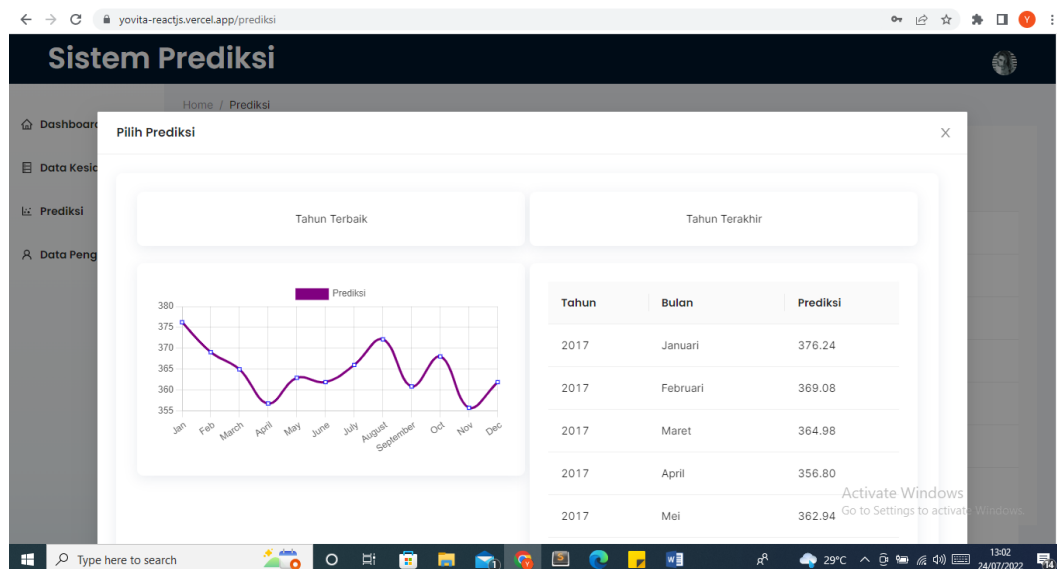 yovita-reactjs.vercel.app/prediksi
Y
Sistem Prediksi
Home / Prediksi
Dashboard
Data Kesic
Prediksi
Data Peng
Pilih Prediksi
Tahun Terbaik
Tahun Terakhir
Prediksi
380
375
370
365
360
355
Jan Feb March April May June July August September Oct Nov Dec
Tahun Bulan Prediksi
2017 Januari 376.24
2017 Februari 369.08
2017 Maret 364.98
2017 April 356.80
2017 Mei 362.94
Activate Windows
Go to Settings to activate Windows.
Type here to search
29°C
13:02
24/07/2022
14